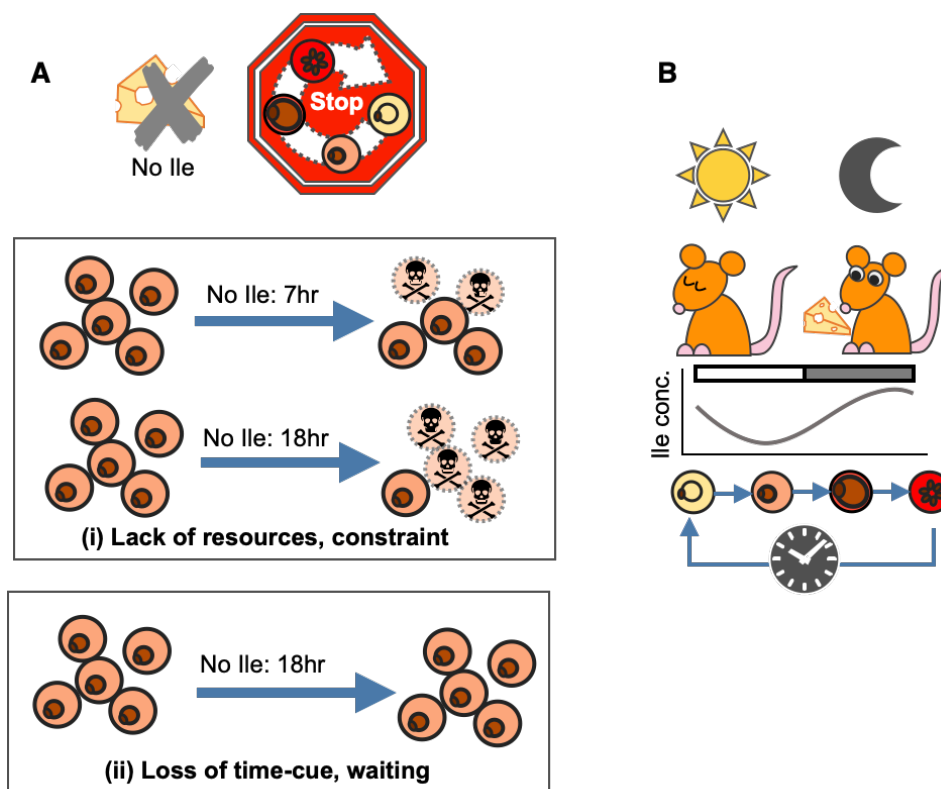 A
No Ile
Stop
No Ile: 7hr
No Ile: 18hr
(i) Lack of resources, constraint
No Ile: 18hr
(ii) Loss of time-cue, waiting
B
Ile conc.